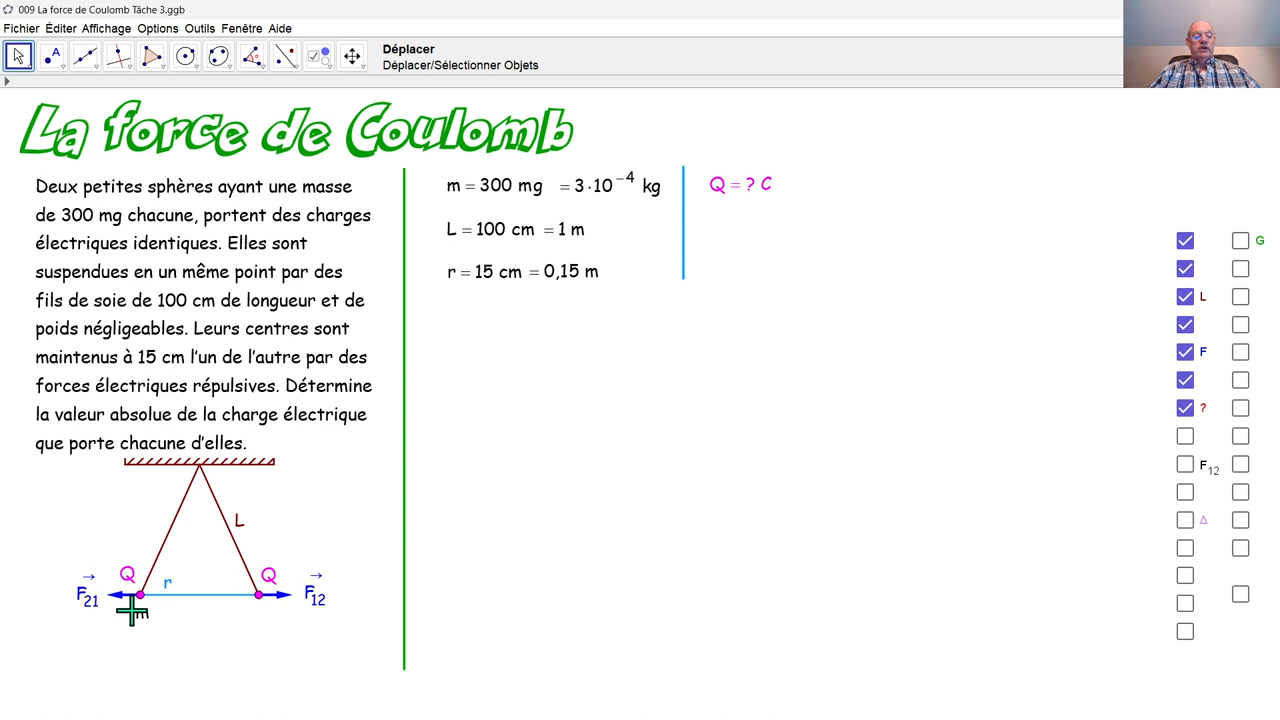 009 La force de Coulomb Tâche 3.ggb
Fichier Éditer Affichage Options Outils Fenêtre Aide
A
Déplacer
Déplacer/Sélectionner Objets
La force de Coulomb
Deux petites sphères ayant une masse
de 300 mg chacune, portent des charges
électriques identiques. Elles sont
suspendues en un même point par des
fils de soie de 100 cm de longueur et de
poids négligeables. Leurs centres sont
maintenus à 15 cm l'un de l'autre par des
forces électriques répulsives. Détermine
la valeur absolue de la charge électrique
que porte chacune d'elles.
L
Q Q
r
F₂₁ F₁₂
m
m = 300 mg = 3·10⁻⁴ kg
L = 100 cm = 1 m
r = 15 cm = 0,15 m
Q = ? C
G
L
F
?
F₁₂
Δ